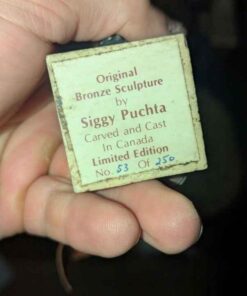 Original
Bronze Sculpture
by
Siggy Puchta
Carved and Cast
In Canada
Limited Edition
No. 53 Of 250